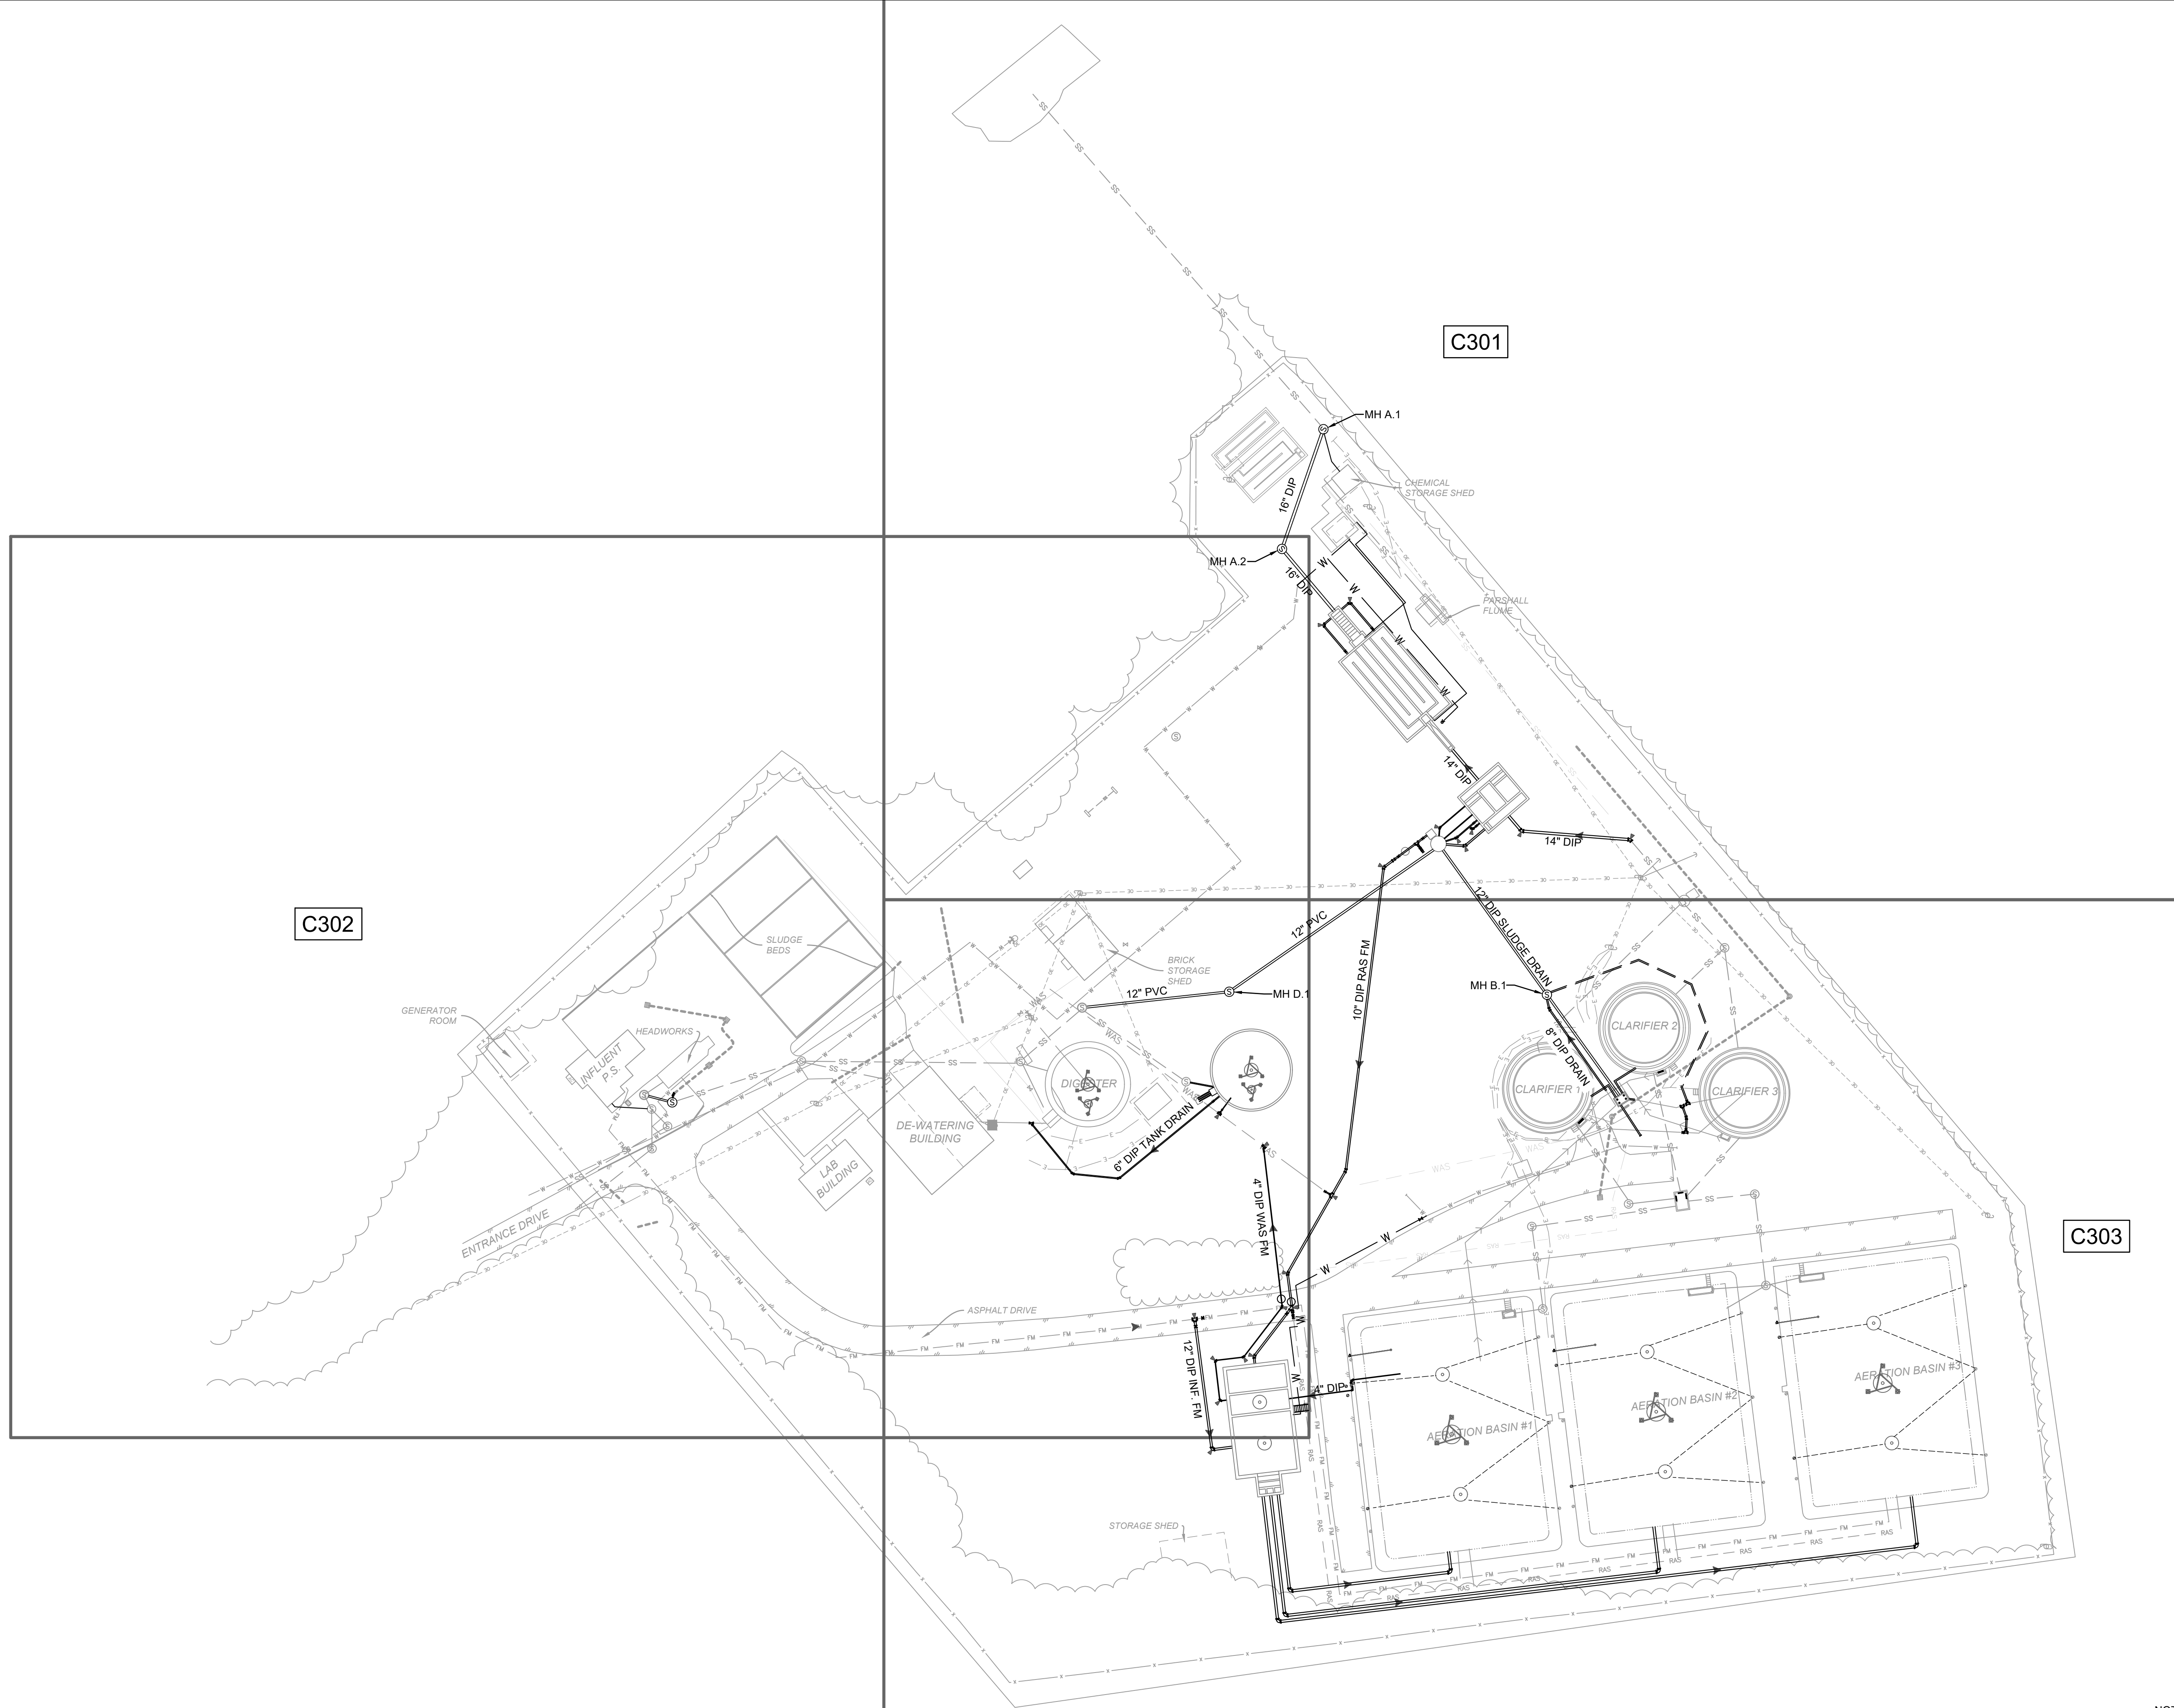 C301
MH A.1
CHEMICAL
STORAGE SHED
16" DIP
MH A.2
16" DIP
PARSHALL
FLUME
14" DIP
14" DIP
C302
SLUDGE
BEDS
GENERATOR
ROOM
HEADWORKS
INFLUENT
P.S.
BRICK
STORAGE
SHED
12" PVC
12" PVC
MH D.1
12" DIP SLUDGE DRAIN
10" DIP RAS FM
MH B.1
8" DIP DRAIN
CLARIFIER 2
CLARIFIER 1
CLARIFIER 3
DIGESTER
DE-WATERING
BUILDING
LAB
BUILDING
6" DIP TANK DRAIN
4" DIP WAS FM
ENTRANCE DRIVE
C303
ASPHALT DRIVE
12" DIP INF. FM
4" DIP
AERATION BASIN #1
AERATION BASIN #2
AERATION BASIN #3
STORAGE SHED